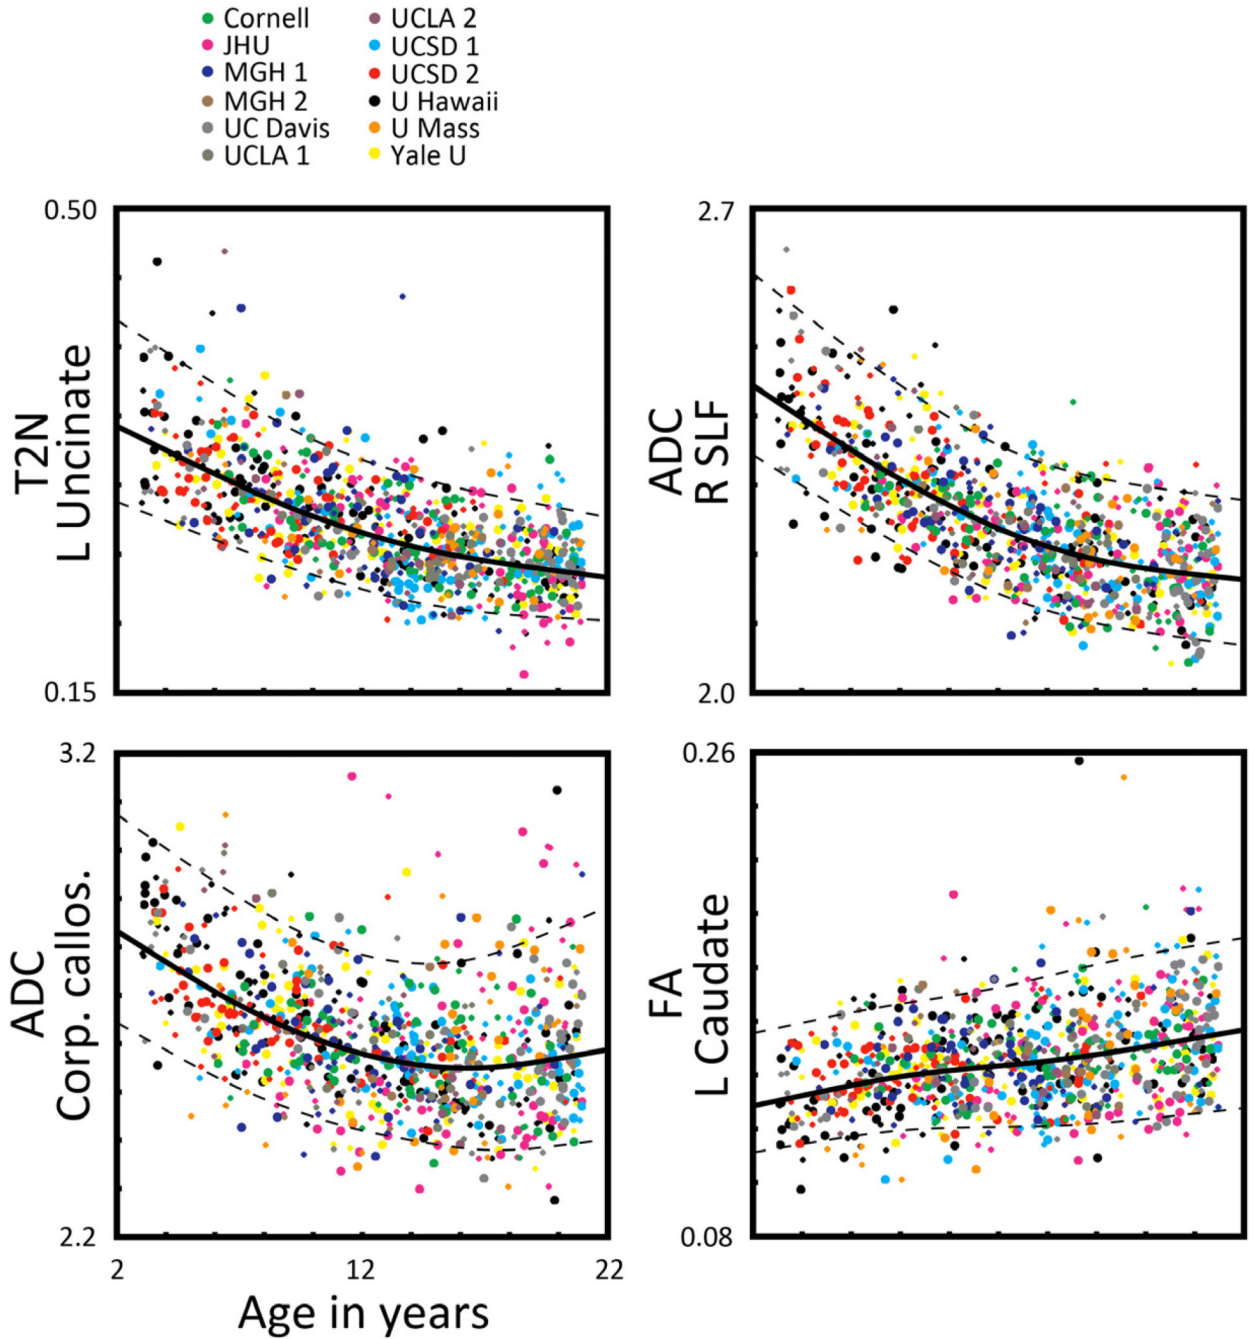 Cornell
JHU
MGH 1
MGH 2
UC Davis
UCLA 1
UCLA 2
UCSD 1
UCSD 2
U Hawaii
U Mass
Yale U
0.50
T2N
L Uncinate
0.15
2.7
ADC
R SLF
2.0
3.2
ADC
Corp. callos.
2.2
2
12
22
Age in years
0.26
FA
L Caudate
0.08